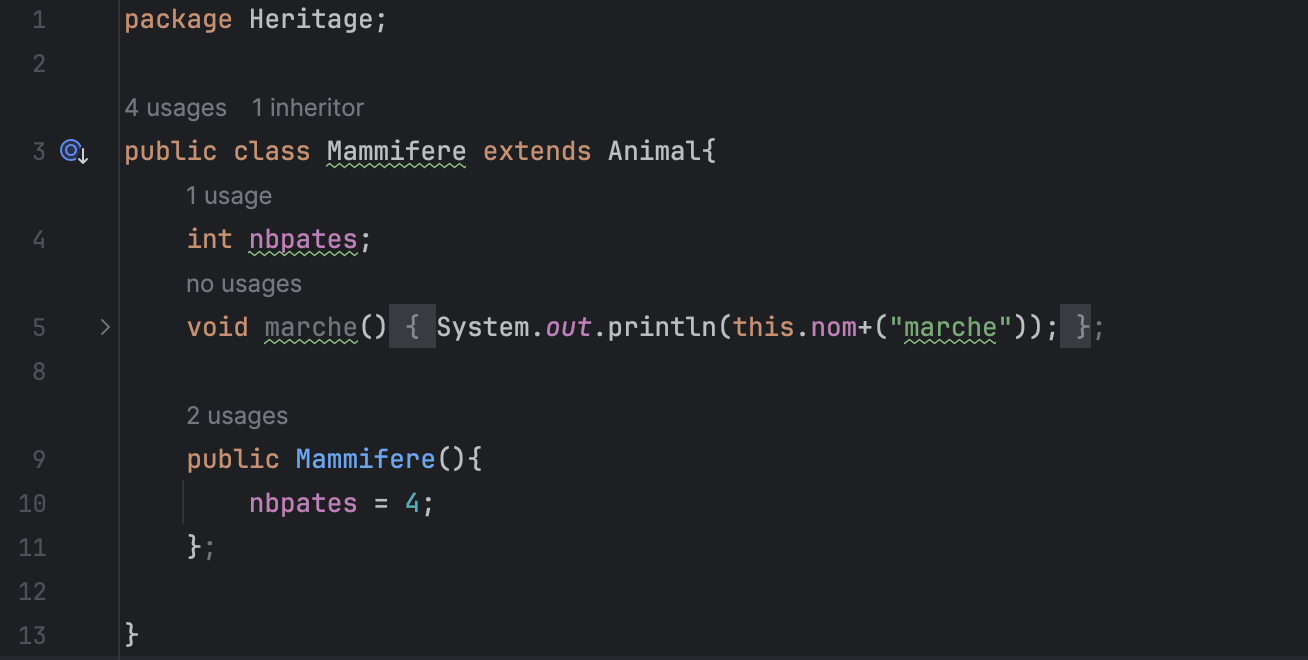 1 package Heritage;
2
4 usages 1 inheritor
3 public class Mammifere extends Animal{
1 usage
4 int nbpates;
no usages
5 void marche() { System.out.println(this.nom+("marche")); };
8
2 usages
9 public Mammifere(){
10 nbpates = 4;
11 };
12
13 }